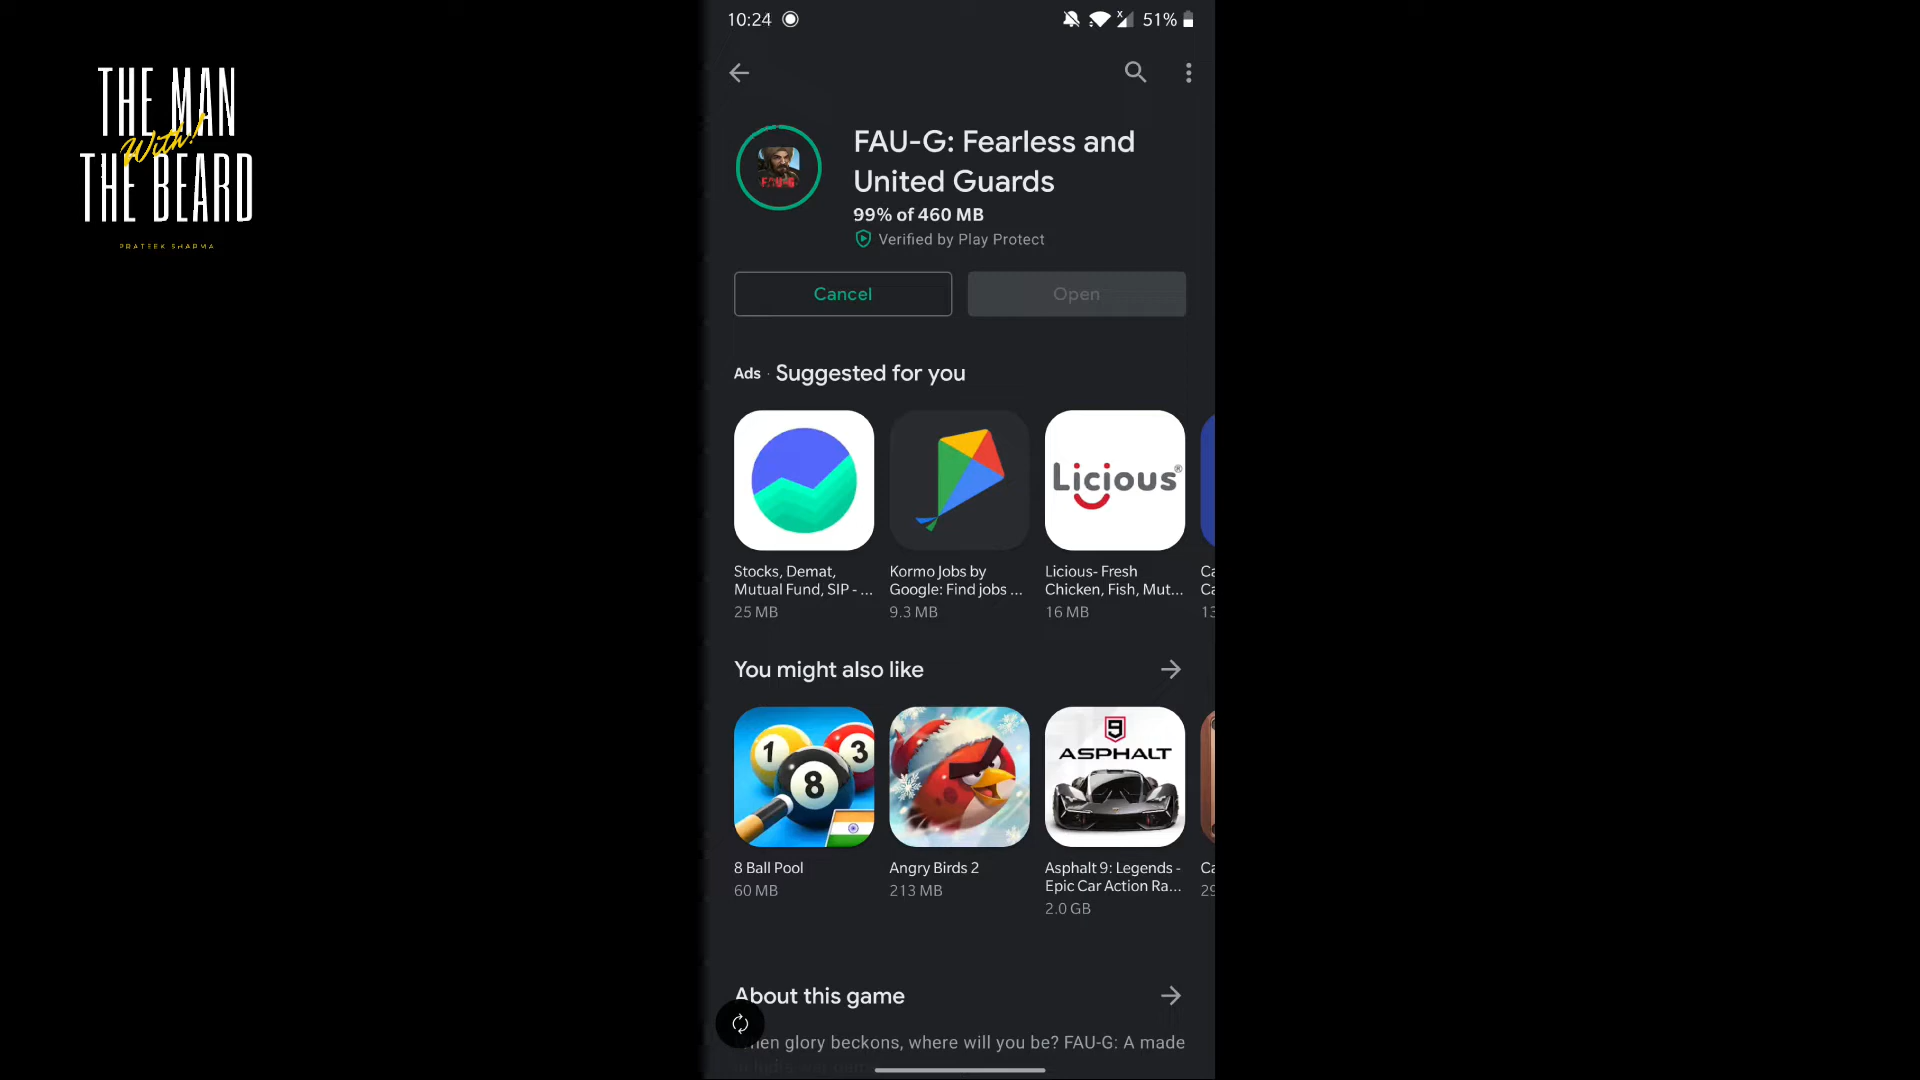 THE MAN
With!
THE BEARD
PRATEEK SHARMA
10:24
51%
FAU-G: Fearless and
United Guards
99% of 460 MB
Verified by Play Protect
Cancel
Open
Ads · Suggested for you
Licious®
Stocks, Demat,
Mutual Fund, SIP - ...
25 MB
Kormo Jobs by
Google: Find jobs ...
9.3 MB
Licious- Fresh
Chicken, Fish, Mut...
16 MB
You might also like
1
3
8
9
ASPHALT
8 Ball Pool
60 MB
Angry Birds 2
213 MB
Asphalt 9: Legends -
Epic Car Action Ra...
2.0 GB
About this game
glory beckons, where will you be? FAU-G: A made